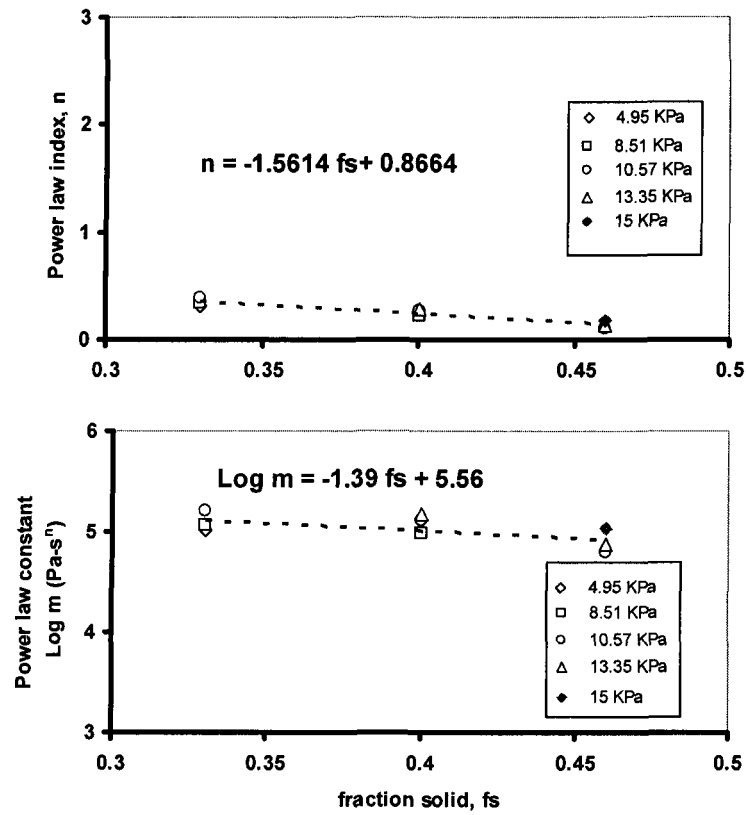 3
2
1
0
Power law index, n
n = -1.5614 fs+ 0.8664
4.95 KPa
8.51 KPa
10.57 KPa
13.35 KPa
15 KPa
0.3
0.35
0.4
0.45
0.5
6
5
4
3
Power law constant
Log m (Pa-sⁿ)
Log m = -1.39 fs + 5.56
4.95 KPa
8.51 KPa
10.57 KPa
13.35 KPa
15 KPa
0.3
0.35
0.4
0.45
0.5
fraction solid, fs